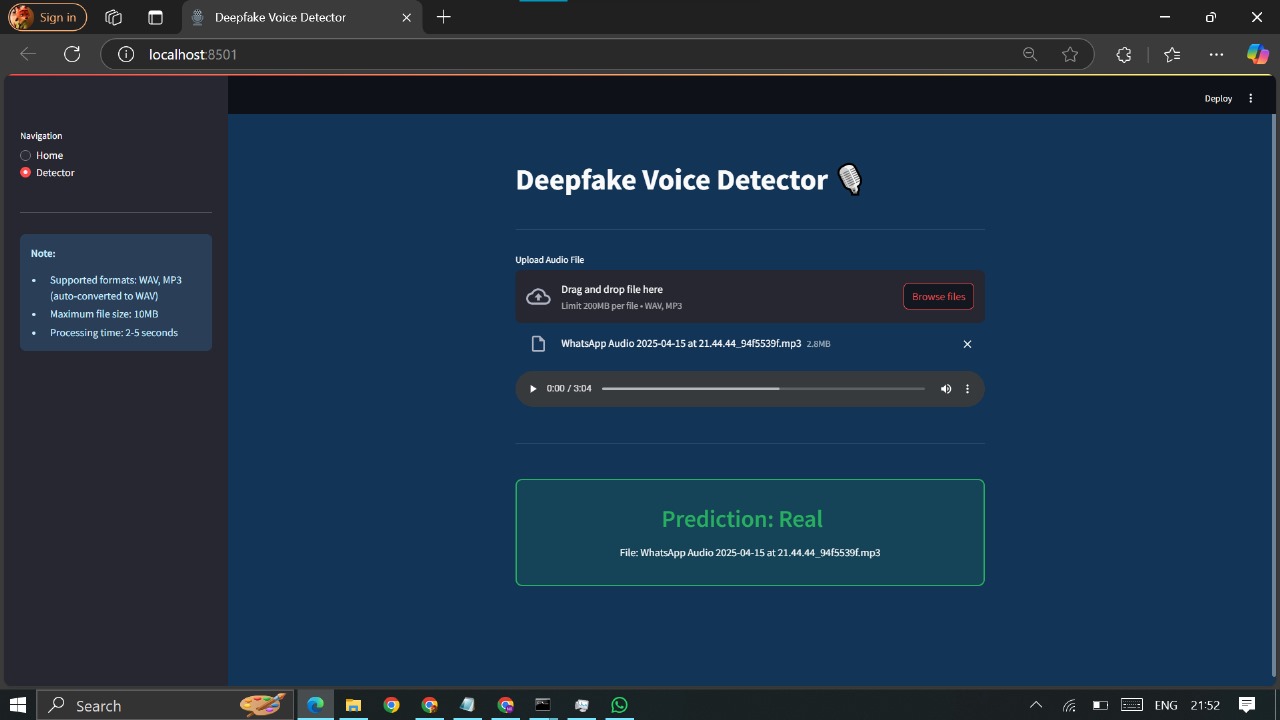 Sign in
Deepfake Voice Detector
localhost:8501
Deploy
Navigation
Home
Detector
Note:
• Supported formats: WAV, MP3
(auto-converted to WAV)
• Maximum file size: 10MB
• Processing time: 2-5 seconds
Deepfake Voice Detector
Upload Audio File
Drag and drop file here
Limit 200MB per file • WAV, MP3
Browse files
WhatsApp Audio 2025-04-15 at 21.44.44_94f5539f.mp3 2.8MB
0:00 / 3:04
Prediction: Real
File: WhatsApp Audio 2025-04-15 at 21.44.44_94f5539f.mp3
Search
ENG
21:52